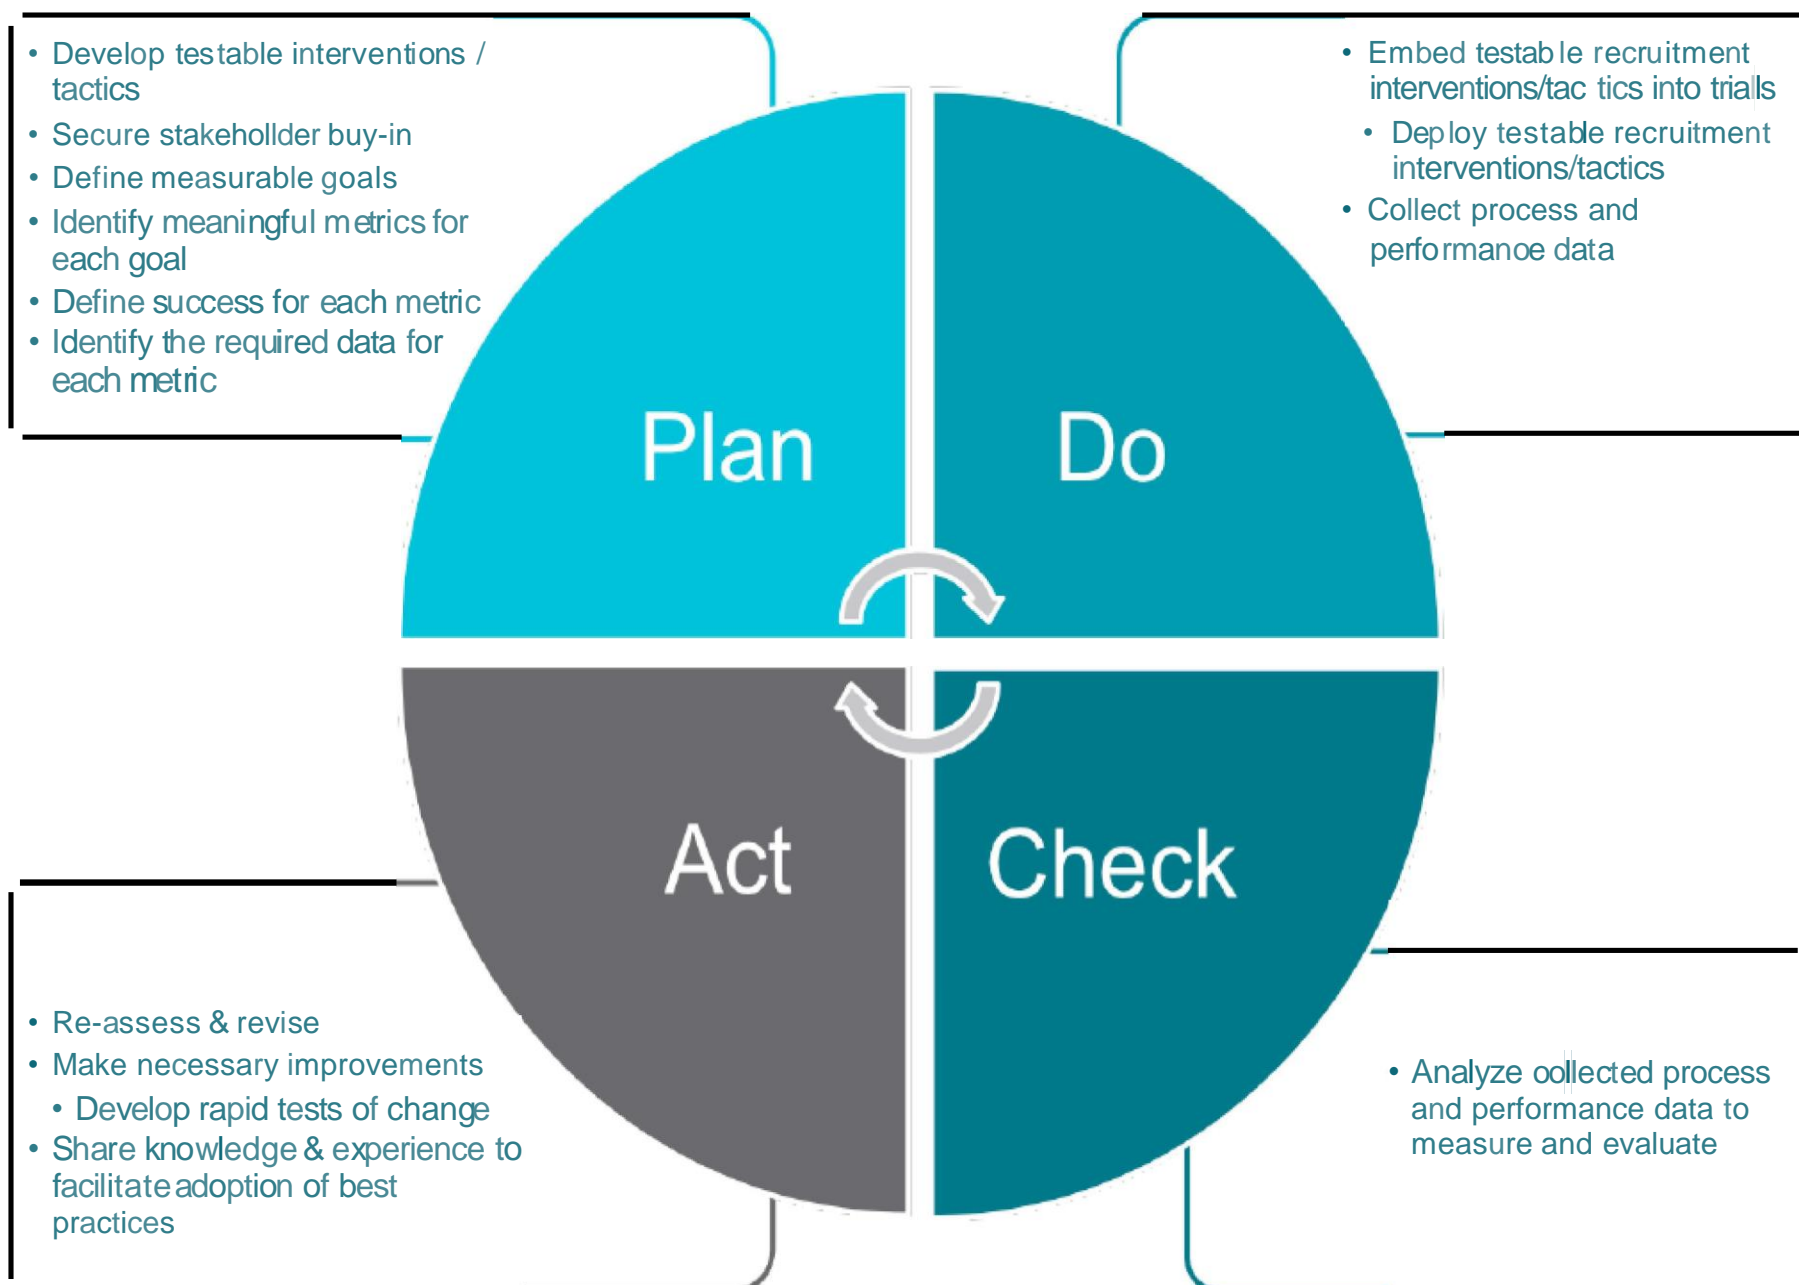 • Develop testable interventions /
tactics
• Secure stakehollder buy-in
• Define measurable goals
• Identify meaningful metrics for
each goal
• Define success for each metric
• Identify the required data for
each metric
• Embed testable recruitment
interventions/tac tics into trialls
• Deploy testable recruitment
interventions/tactics
• Collect process and
performanoe data
Plan
Do
Act
Check
• Re-assess & revise
• Make necessary improvements
• Develop rapid tests of change
• Share knowledge & experience to
facilitate adoption of best
practices
• Analyze oollected process
and performance data to
measure and evaluate